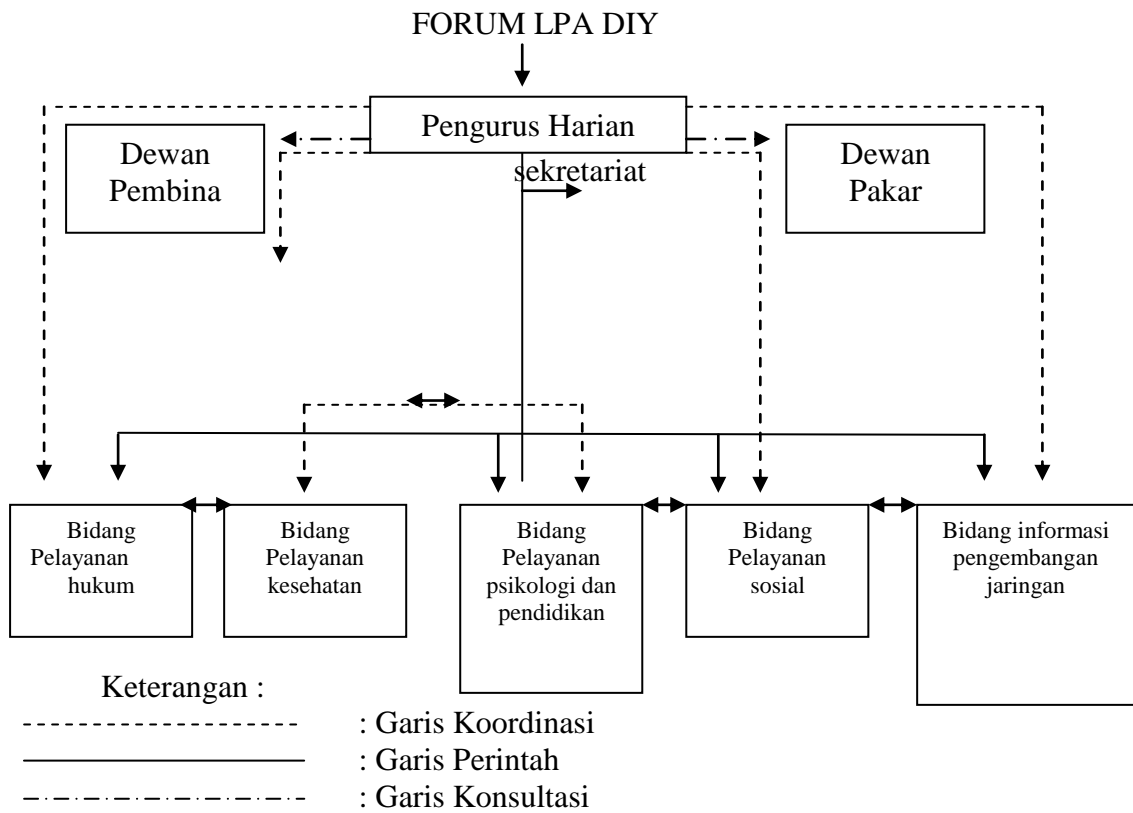 FORUM LPA DIY
Pengurus Harian
sekretariat
Dewan
Pembina
Dewan
Pakar
Bidang
Pelayanan
hukum
Bidang
Pelayanan
kesehatan
Bidang
Pelayanan
psikologi dan
pendidikan
Bidang
Pelayanan
sosial
Bidang informasi
pengembangan
jaringan
Keterangan :
: Garis Koordinasi
: Garis Perintah
: Garis Konsultasi